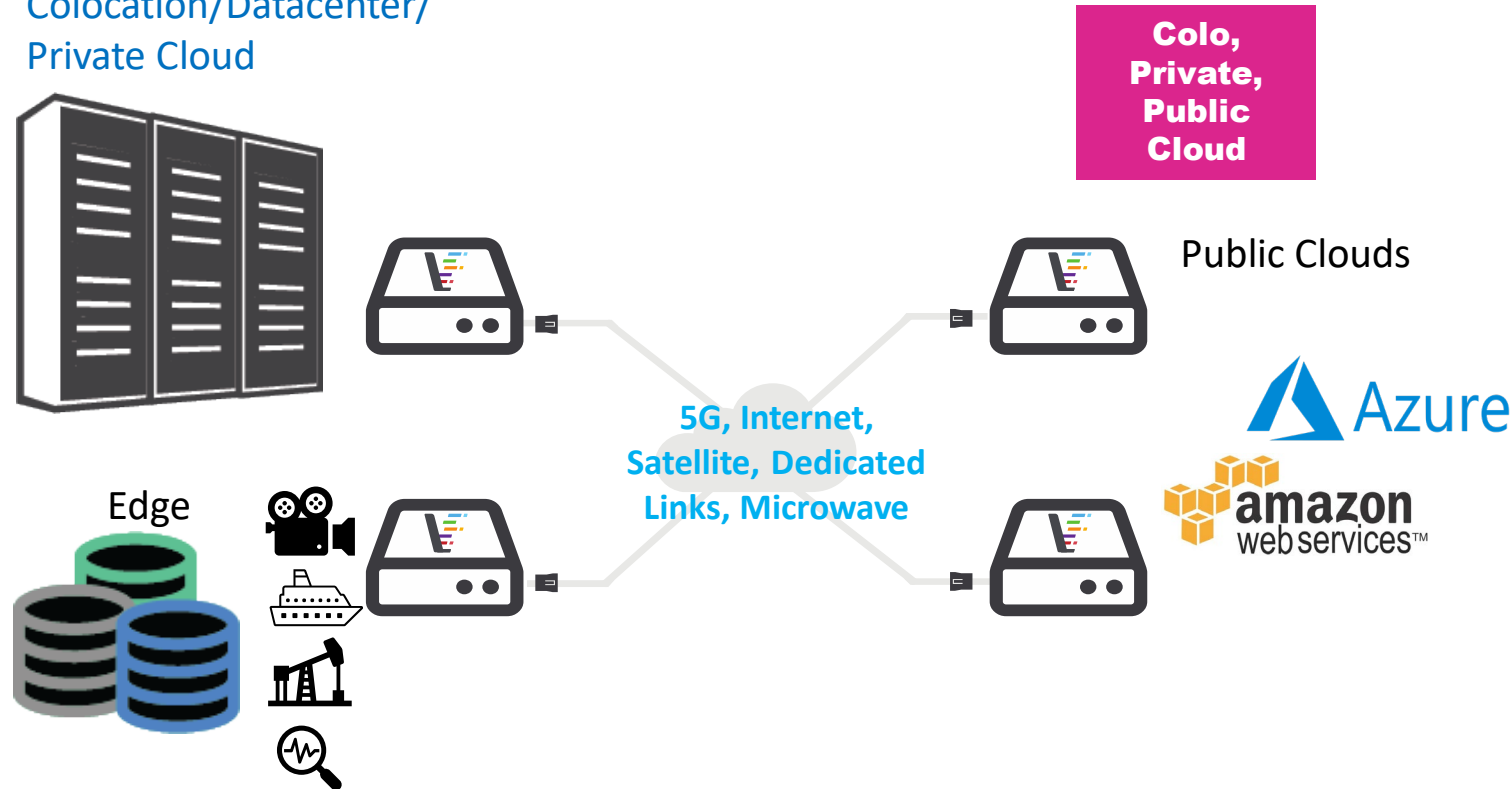 Colocation/Datacenter/
Private Cloud
Colo,
Private,
Public
Cloud
Public Clouds
5G, Internet,
Satellite, Dedicated
Links, Microwave
Azure
amazon
web services™
Edge